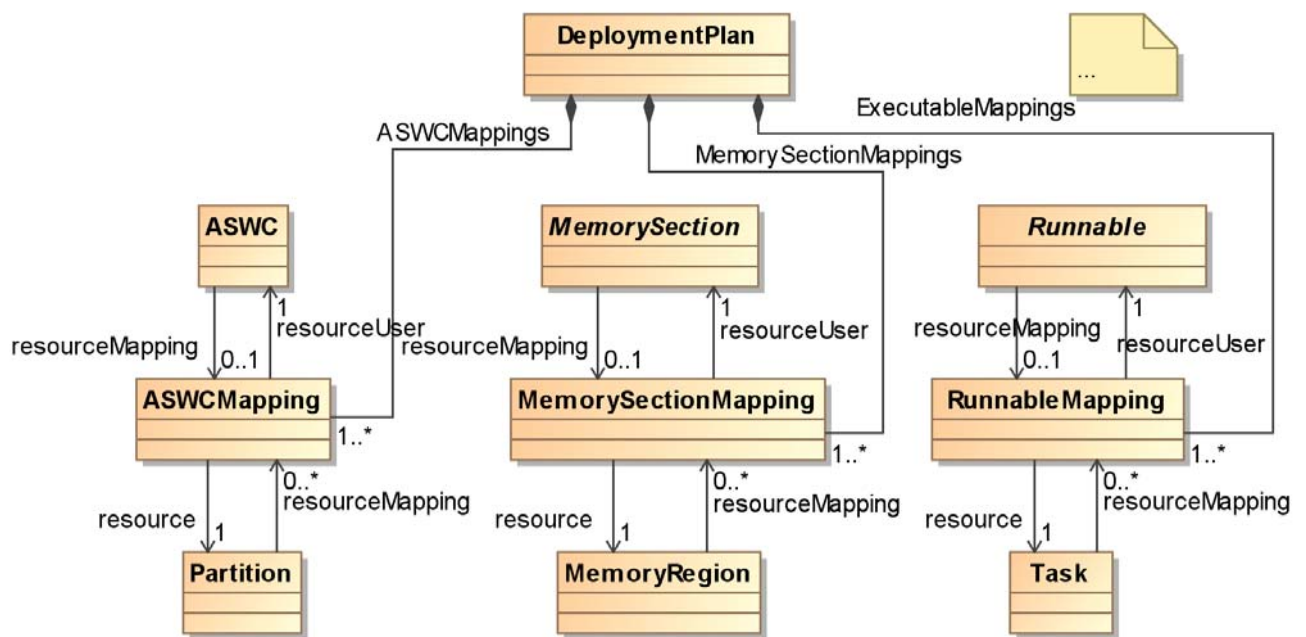 DeploymentPlan
...
ExecutableMappings
ASWCMappings
MemorySectionMappings
ASWC
MemorySection
Runnable
1
1
1
resourceUser
resourceMapping
resourceMapping
resourceUser
resourceMapping
resourceUser
0..1
0..1
0..1
ASWCMapping
MemorySectionMapping
RunnableMapping
1..*
1..*
1..*
0..*
0..*
0..*
resourceMapping
resourceMapping
resourceMapping
resource
1
resource
1
resource
1
Partition
MemoryRegion
Task